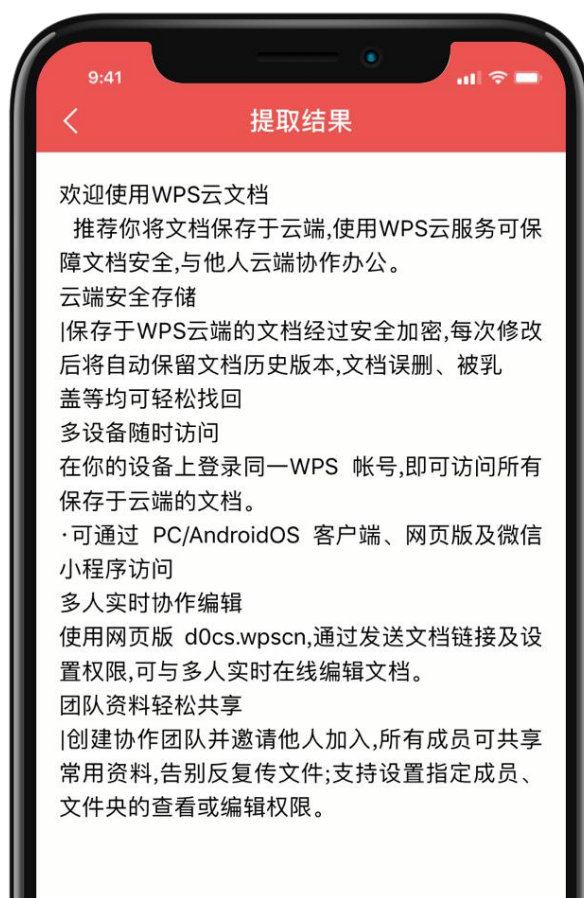 9:41
提取结果
欢迎使用WPS云文档
推荐你将文档保存于云端,使用WPS云服务可保
障文档安全,与他人云端协作办公。
云端安全存储
|保存于WPS云端的文档经过安全加密,每次修改
后将自动保留文档历史版本,文档误删、被乳
盖等均可轻松找回
多设备随时访问
在你的设备上登录同一WPS 帐号,即可访问所有
保存于云端的文档。
·可通过 PC/AndroidOS 客户端、网页版及微信
小程序访问
多人实时协作编辑
使用网页版 d0cs.wpscn,通过发送文档链接及设
置权限,可与多人实时在线编辑文档。
团队资料轻松共享
|创建协作团队并邀请他人加入,所有成员可共享
常用资料,告别反复传文件;支持设置指定成员、
文件央的查看或编辑权限。